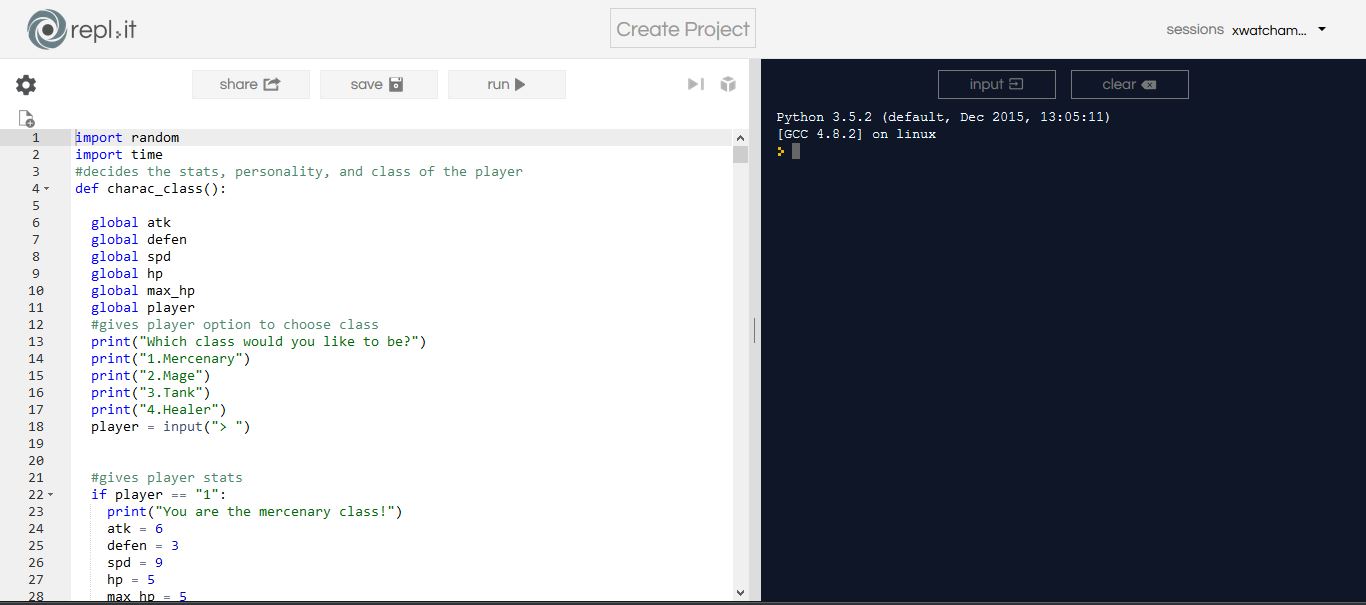 repl.it
Create Project
sessions xwatcham...
share
save
run
input
clear
1 import random
2 import time
3 #decides the stats, personality, and class of the player
4 def charac_class():
5
6 global atk
7 global defen
8 global spd
9 global hp
10 global max_hp
11 global player
12 #gives player option to choose class
13 print("Which class would you like to be?")
14 print("1.Mercenary")
15 print("2.Mage")
16 print("3.Tank")
17 print("4.Healer")
18 player = input("> ")
19
20
21 #gives player stats
22 if player == "1":
23 print("You are the mercenary class!")
24 atk = 6
25 defen = 3
26 spd = 9
27 hp = 5
28 max_hp = 5
Python 3.5.2 (default, Dec 2015, 13:05:11)
[GCC 4.8.2] on linux